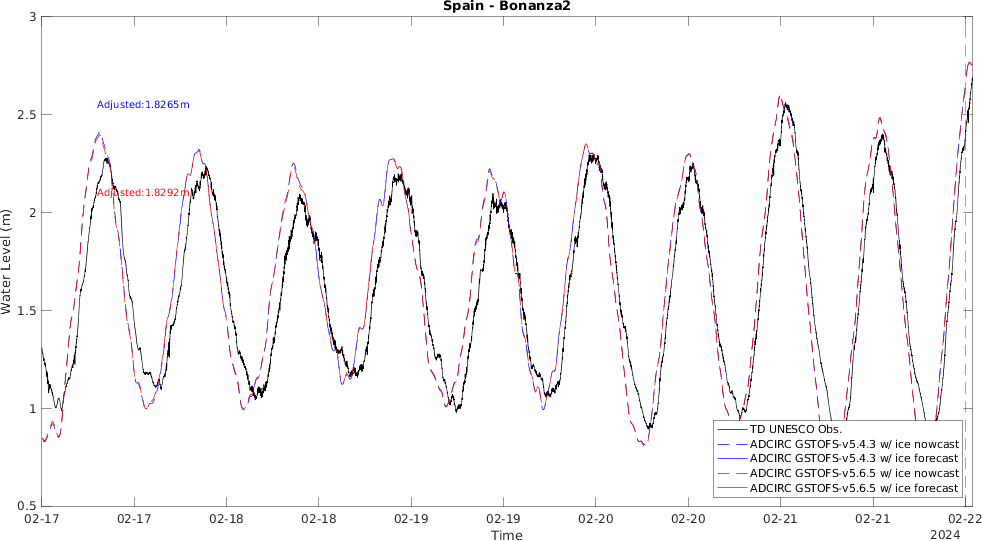 Spain - Bonanza2
3
2.5
2
1.5
1
0.5
Water Level (m)
Adjusted:1.8265m
Adjusted:1.8292m
TD UNESCO Obs.
ADCIRC GSTOFS-v5.4.3 w/ ice nowcast
ADCIRC GSTOFS-v5.4.3 w/ ice forecast
ADCIRC GSTOFS-v5.6.5 w/ ice nowcast
ADCIRC GSTOFS-v5.6.5 w/ ice forecast
02-17 02-17 02-18 02-18 02-19 02-19 02-20 02-20 02-21 02-21 02-22
Time 2024